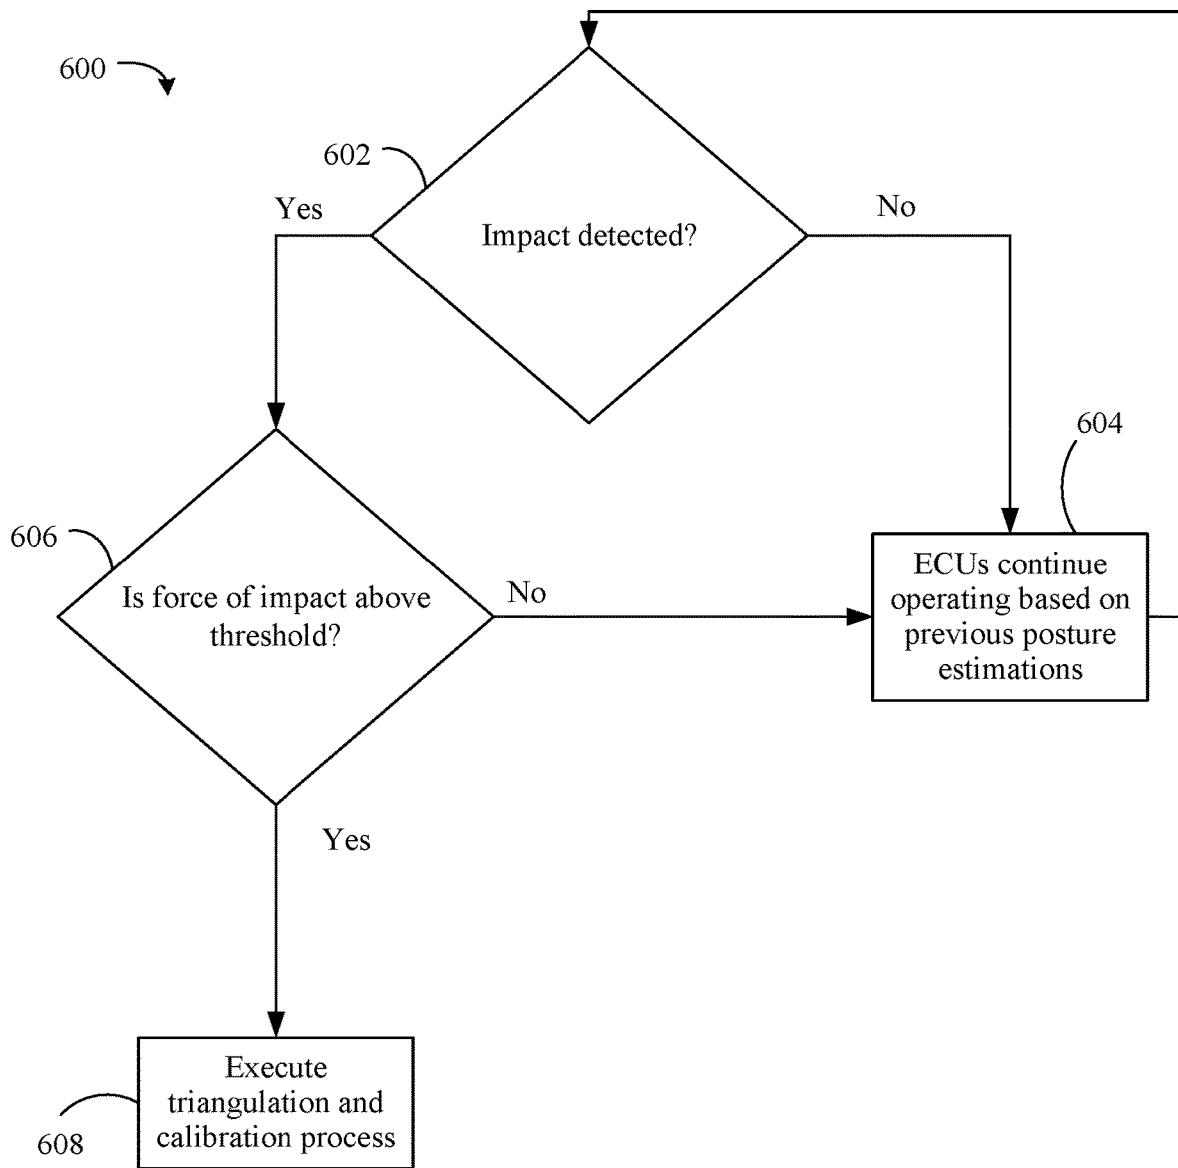 600
602
Yes
No
Impact detected?
604
606
Is force of impact above
threshold?
No
ECUs continue
operating based on
previous posture
estimations
Yes
Execute
triangulation and
calibration process
608